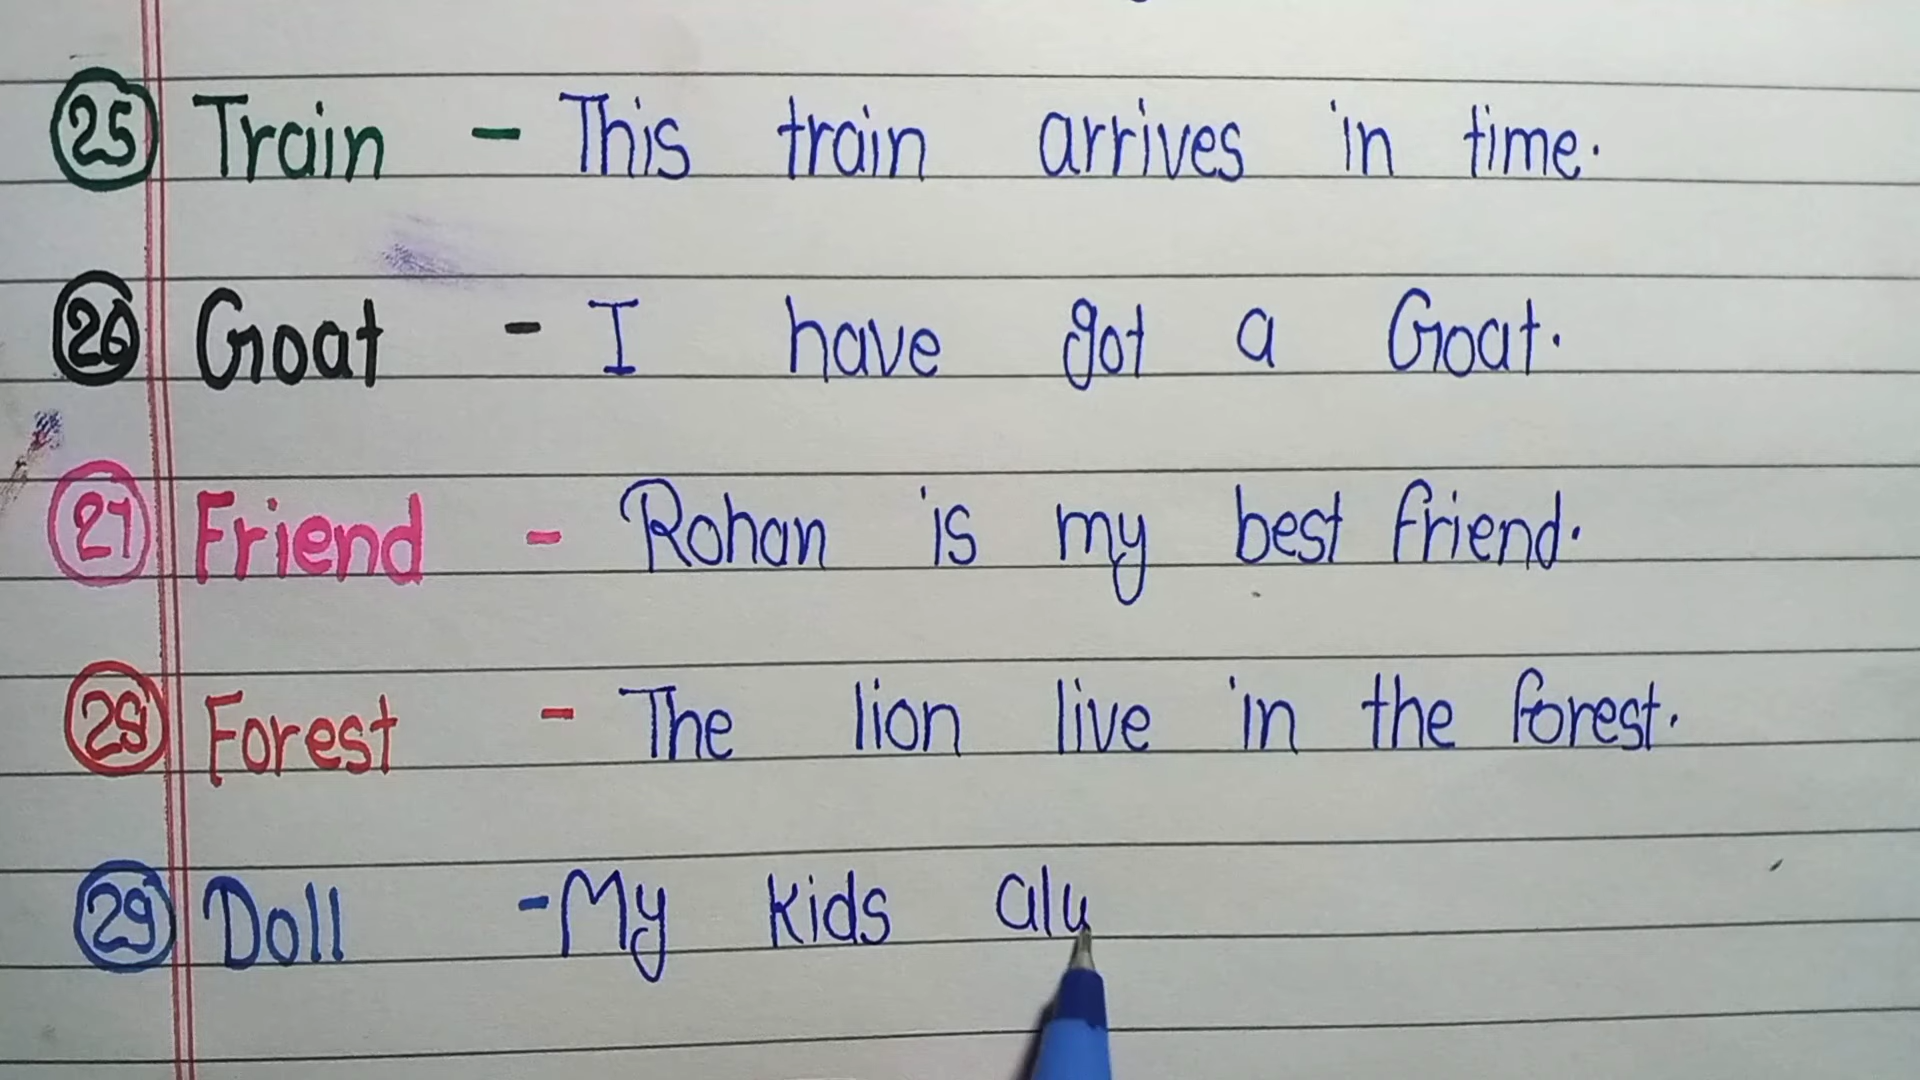 25 Train - This train arrives in time.
26 Goat - I have got a Goat.
27 Friend - Rohan is my best friend.
28 Forest - The lion live in the forest.
29 Doll - My kids